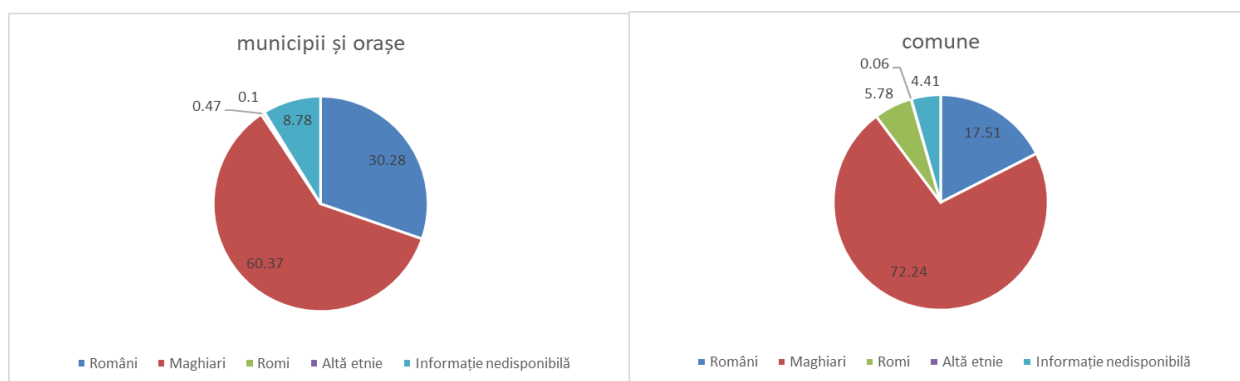 municipii și orașe
0.1
0.47
8.78
30.28
60.37
Români Maghiari Romi Altă etnie Informație nedisponibilă
comune
0.06
4.41
5.78
17.51
72.24
Români Maghiari Romi Altă etnie Informație nedisponibilă